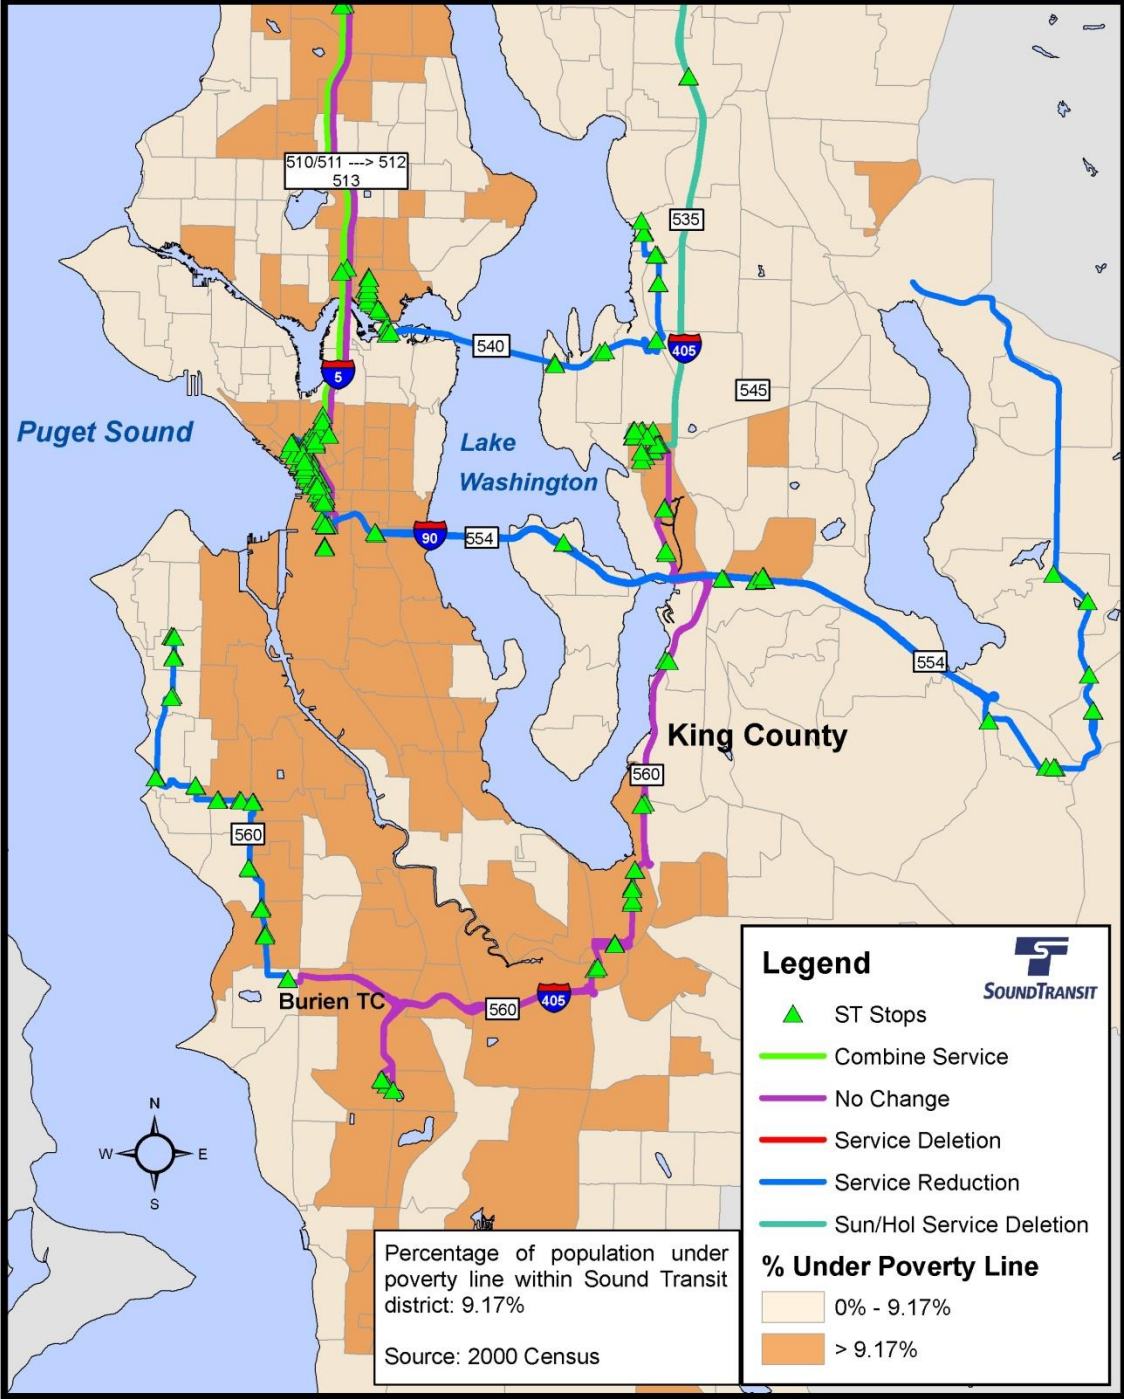 510/511 ---> 512
513
535
540
405
5
545
Puget Sound
Lake
Washington
90
554
554
King County
560
560
Burien TC
560
405
N
W
E
S
Legend
SOUNDTRANSIT
ST Stops
Combine Service
No Change
Service Deletion
Service Reduction
Sun/Hol Service Deletion
% Under Poverty Line
0% - 9.17%
> 9.17%
Percentage of population under
poverty line within Sound Transit
district: 9.17%
Source: 2000 Census